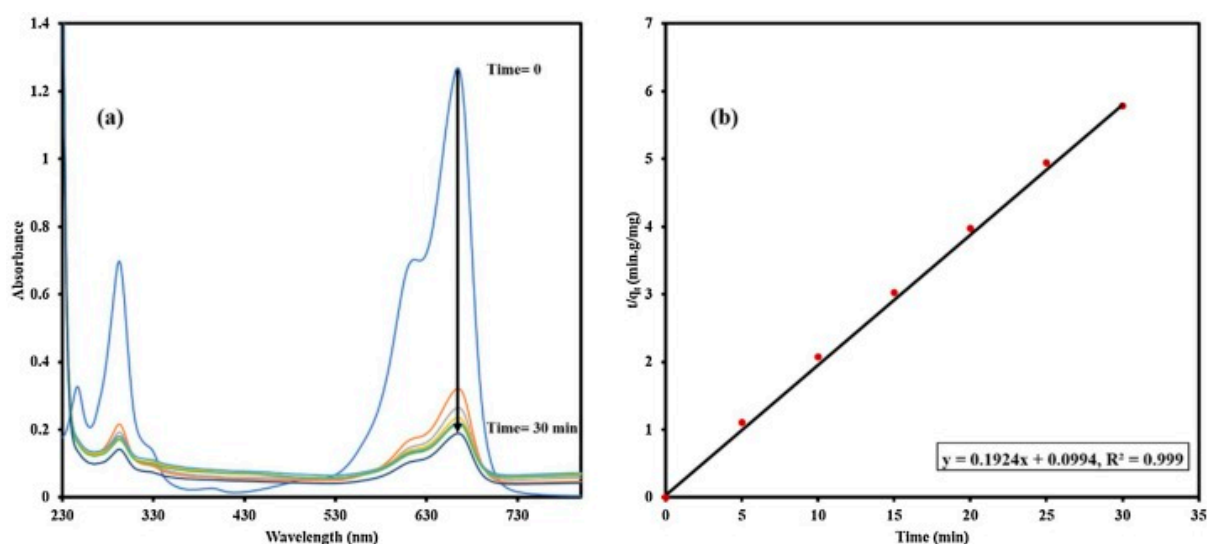 1.4
1.2
1
0.8
0.6
0.4
0.2
0
Absorbance
(a)
Time= 0
Time= 30 min
230 330 430 530 630 730
Wavelength (nm)
7
6
5
4
3
2
1
0
t/qt (min.g/mg)
(b)
y = 0.1924x + 0.0994, R² = 0.999
0 5 10 15 20 25 30 35
Time (min)